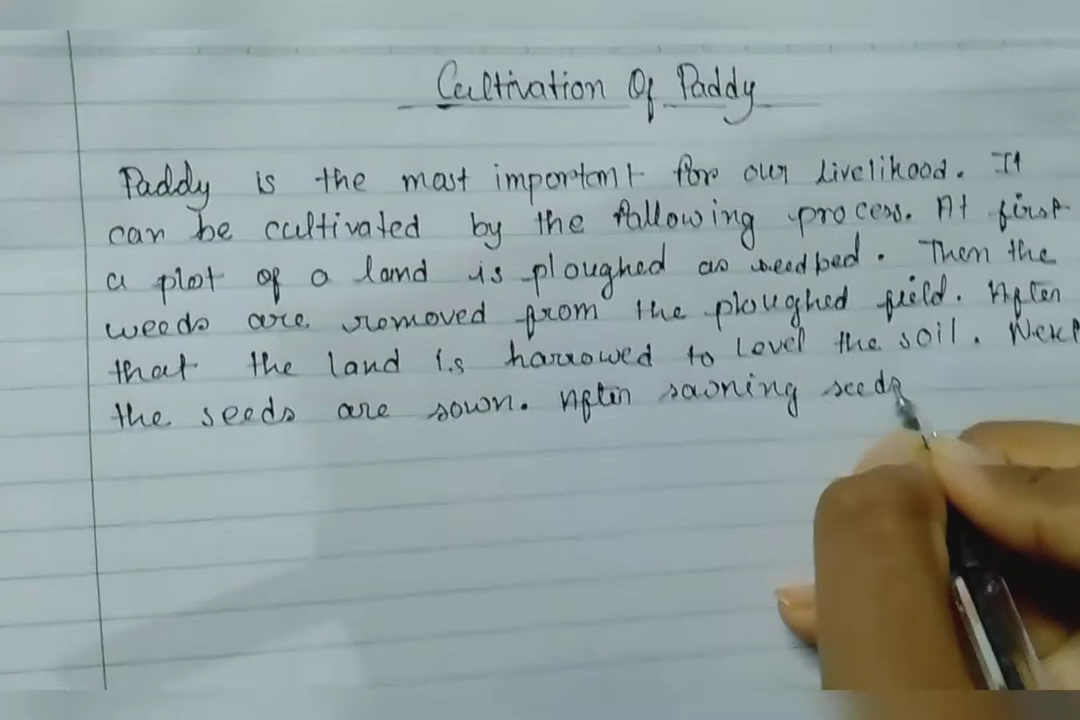 Cultivation Of Paddy
Paddy is the most important for our Livelihood. It
can be cultivated by the following process. At first
a plot of a land is ploughed as seedbed. Then the
weeds are removed from the ploughed field. After
that the land is harrowed to Level the soil. Next
the seeds are sown. After sawning seeds